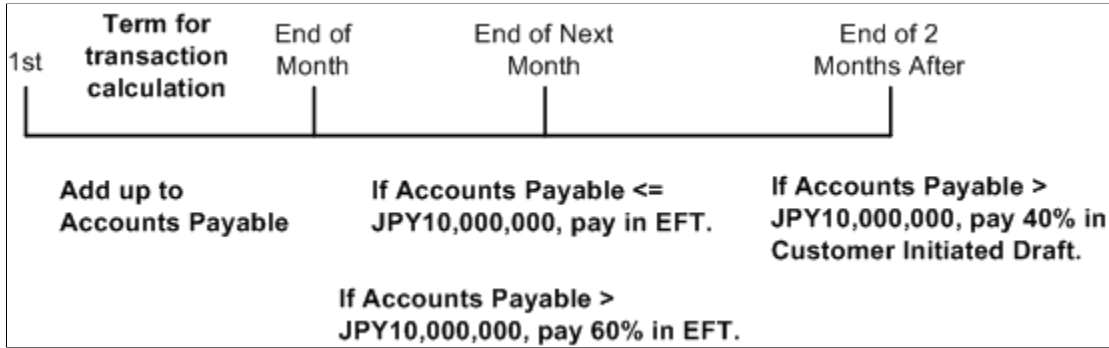 1st
Term for
transaction
calculation
End of
Month
End of Next
Month
End of 2
Months After
Add up to
Accounts Payable
If Accounts Payable <=
JPY10,000,000, pay in EFT.
If Accounts Payable >
JPY10,000,000, pay 60% in EFT.
If Accounts Payable >
JPY10,000,000, pay 40% in
Customer Initiated Draft.